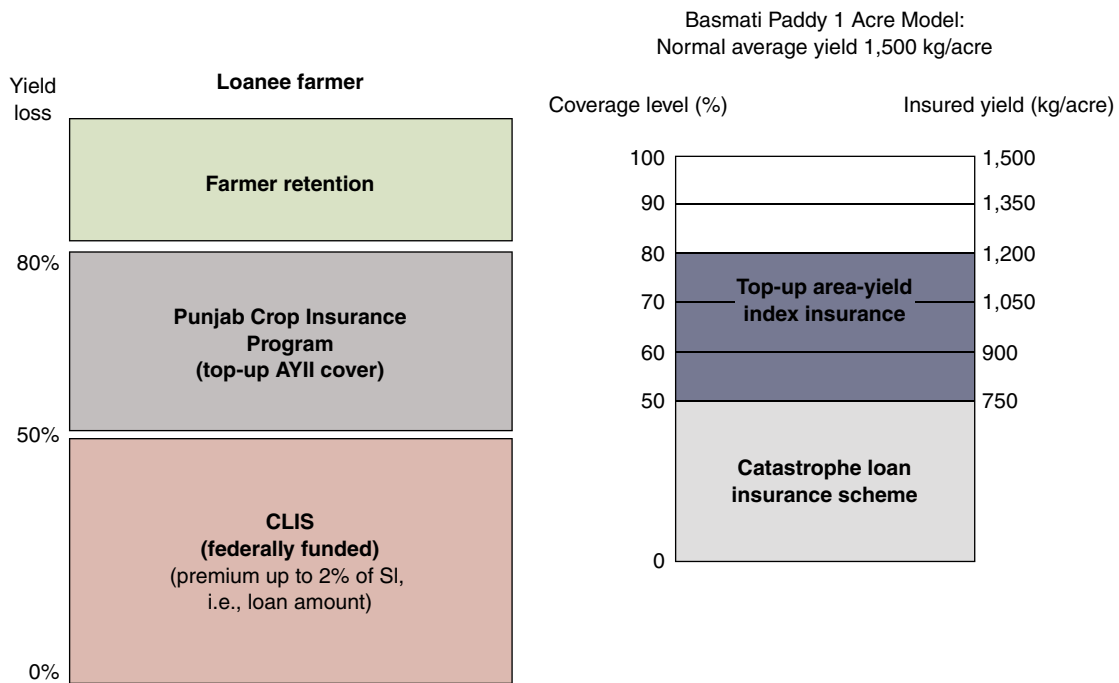 Yield
loss
Loanee farmer
Farmer retention
80%
Punjab Crop Insurance
Program
(top-up AYII cover)
50%
CLIS
(federally funded)
(premium up to 2% of SI,
i.e., loan amount)
0%
Basmati Paddy 1 Acre Model:
Normal average yield 1,500 kg/acre
Coverage level (%)
Insured yield (kg/acre)
100
1,500
90
1,350
80
1,200
Top-up area-yield
70
1,050
index insurance
60
900
50
750
Catastrophe loan
insurance scheme
0